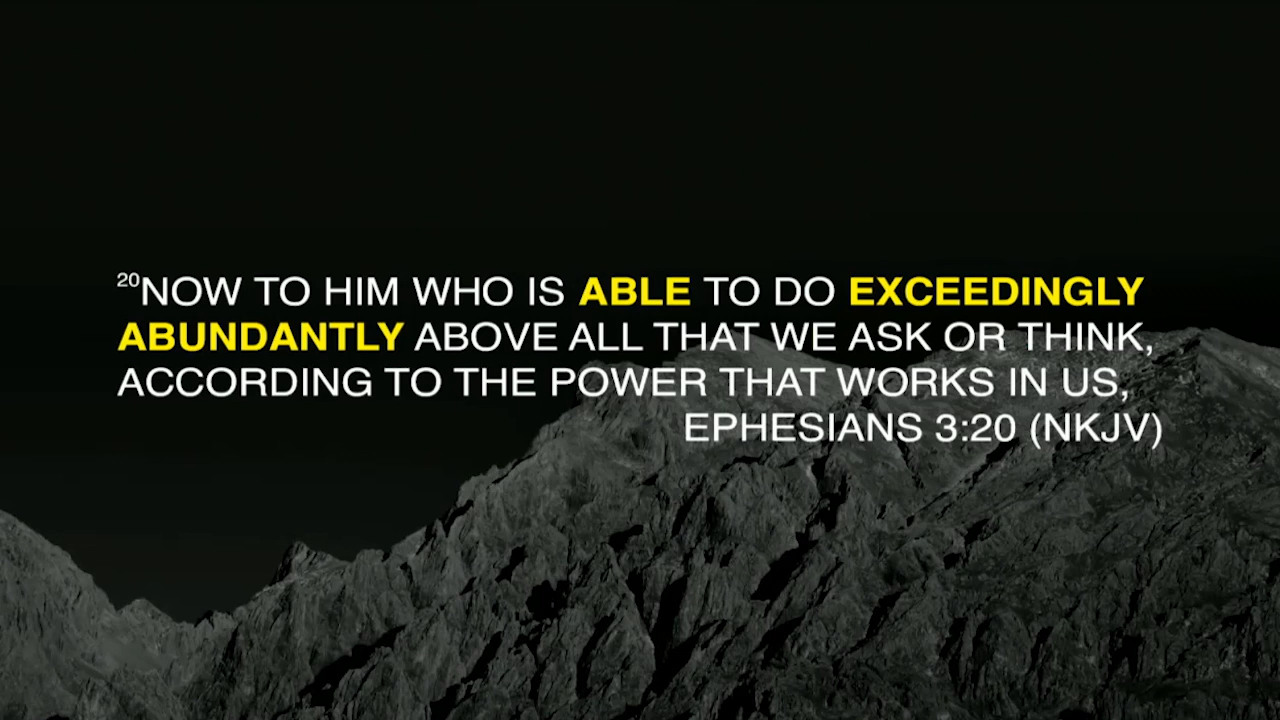 ²⁰NOW TO HIM WHO IS ABLE TO DO EXCEEDINGLY
ABUNDANTLY ABOVE ALL THAT WE ASK OR THINK,
ACCORDING TO THE POWER THAT WORKS IN US,
EPHESIANS 3:20 (NKJV)